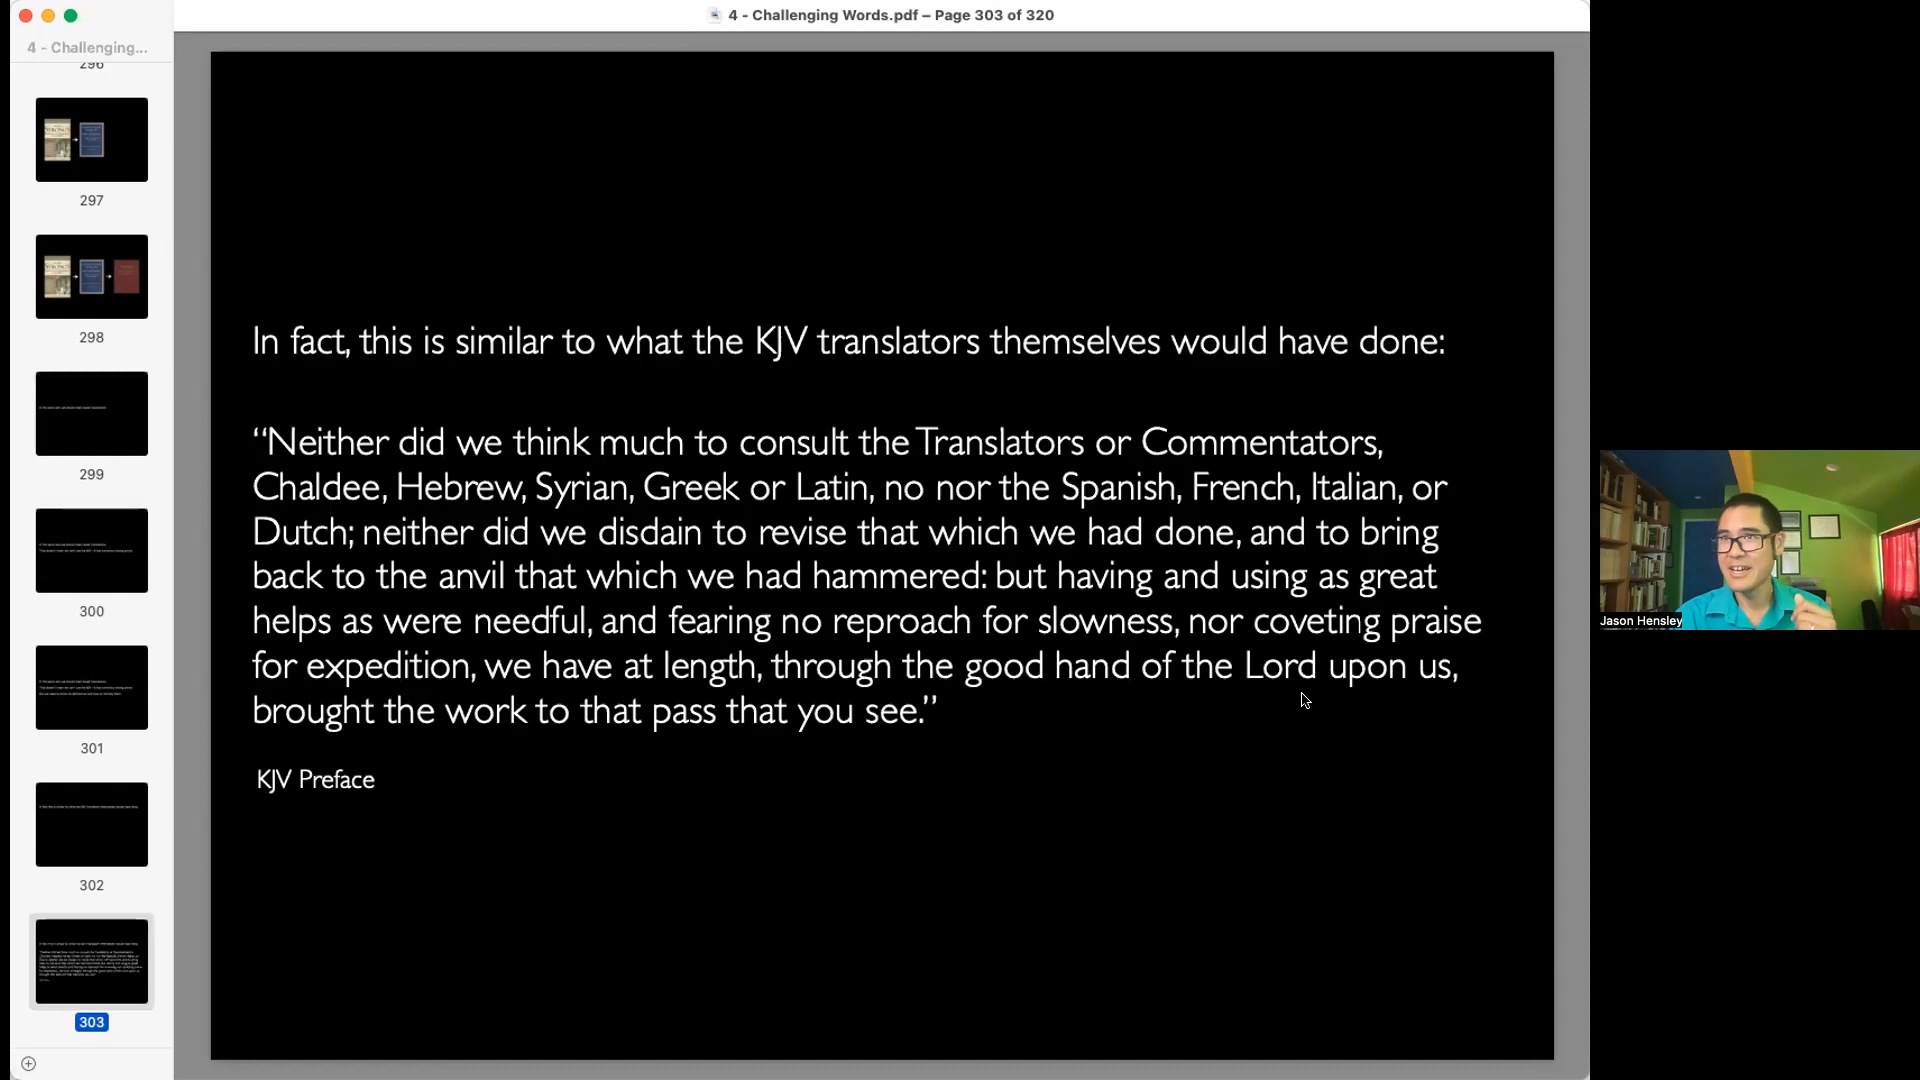 4 - Challenging Words.pdf – Page 303 of 320
4 - Challenging...
296
297
298
299
300
301
302
303
In fact, this is similar to what the KJV translators themselves would have done:
“Neither did we think much to consult the Translators or Commentators,
Chaldee, Hebrew, Syrian, Greek or Latin, no nor the Spanish, French, Italian, or
Dutch; neither did we disdain to revise that which we had done, and to bring
back to the anvil that which we had hammered: but having and using as great
helps as were needful, and fearing no reproach for slowness, nor coveting praise
for expedition, we have at length, through the good hand of the Lord upon us,
brought the work to that pass that you see.”
KJV Preface
Jason Hensley